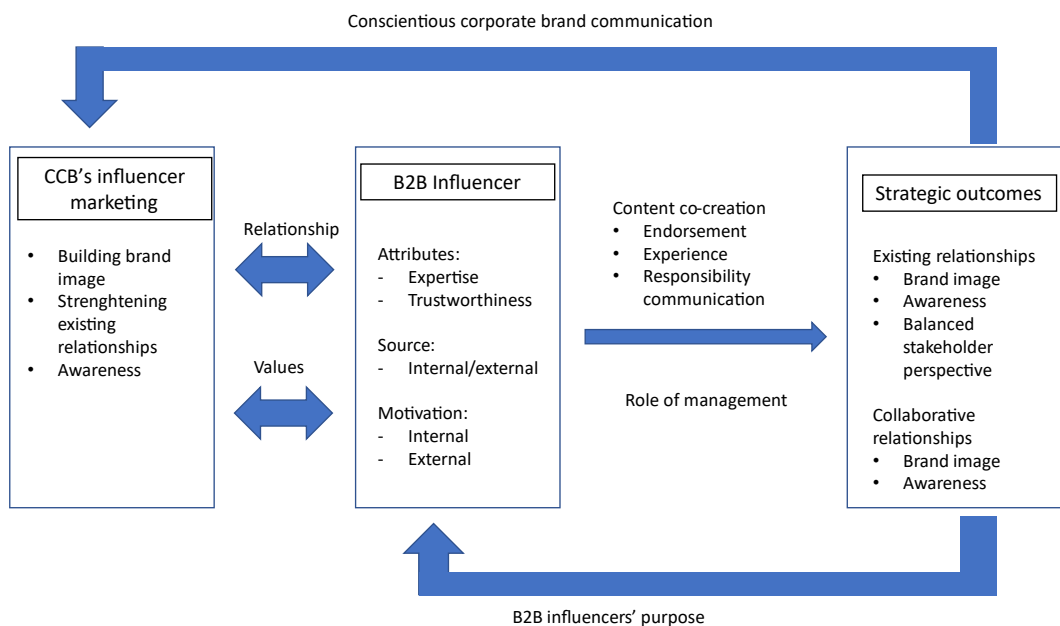 Conscientious corporate brand communication
CCB's influencer
marketing
• Building brand
image
• Strenghtening
existing
relationships
• Awareness
Relationship
Values
B2B Influencer
Attributes:
- Expertise
- Trustworthiness
Source:
- Internal/external
Motivation:
- Internal
- External
Content co-creation
• Endorsement
• Experience
• Responsibility
communication
Role of management
Strategic outcomes
Existing relationships
• Brand image
• Awareness
• Balanced
stakeholder
perspective
Collaborative
relationships
• Brand image
• Awareness
B2B influencers' purpose